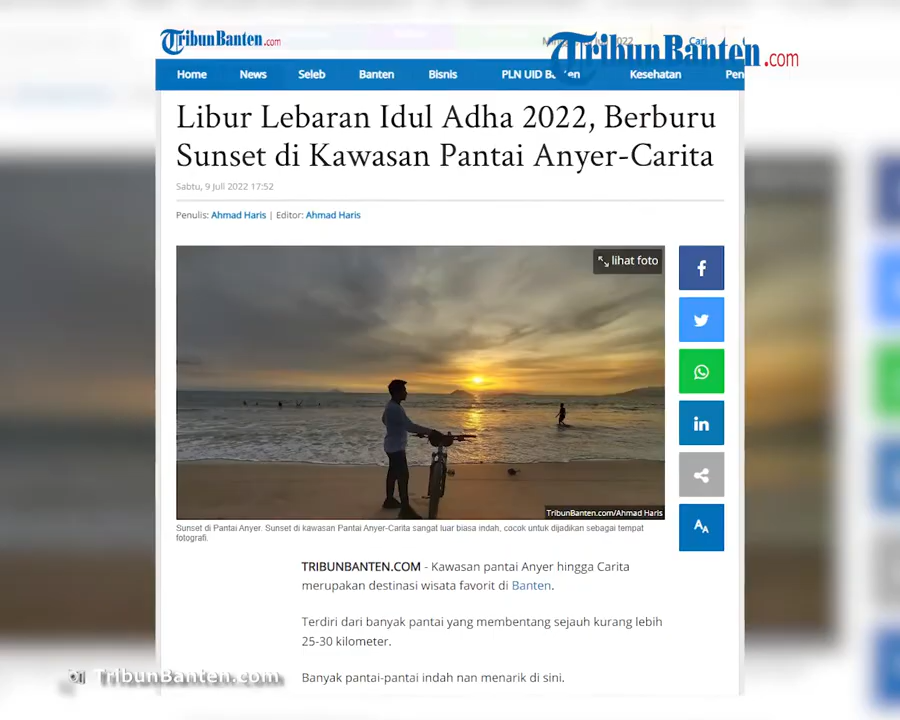 TribunBanten.com
2022
Cari
TribunBanten.com
Home News Seleb Banten Bisnis PLN UID Kesehatan
Libur Lebaran Idul Adha 2022, Berburu
Sunset di Kawasan Pantai Anyer-Carita
Sabtu, 9 Juli 2022 17:52
Penulis: Ahmad Haris | Editor: Ahmad Haris
lihat foto
TribunBanten.com/Ahmad Haris
Sunset di Pantai Anyer. Sunset di kawasan Pantai Anyer-Carita sangat luar biasa indah, cocok untuk dijadikan sebagai tempat
fotografi.
TRIBUNBANTEN.COM - Kawasan pantai Anyer hingga Carita
merupakan destinasi wisata favorit di Banten.
Terdiri dari banyak pantai yang membentang sejauh kurang lebih
25-30 kilometer.
Banyak pantai-pantai indah nan menarik di sini.
TribunBanten.com